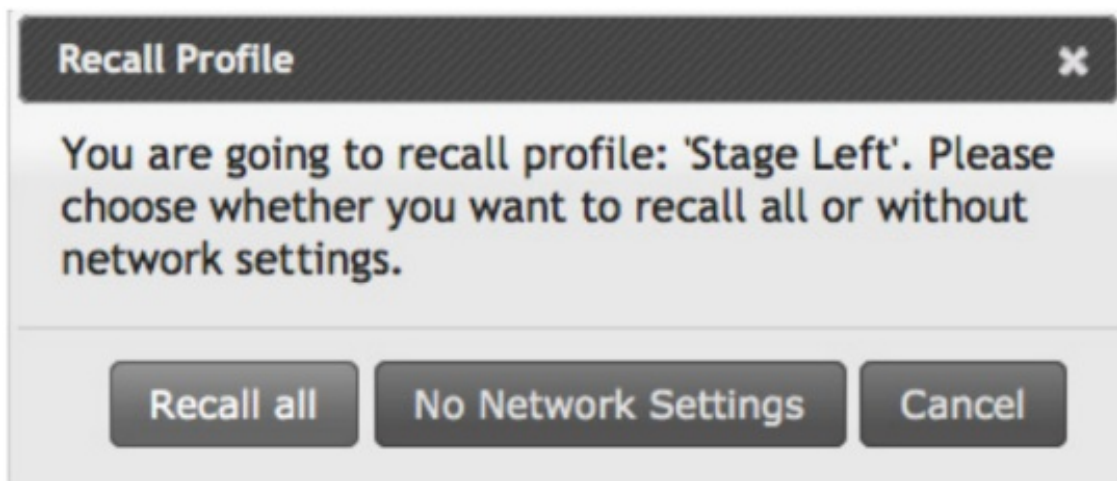 Recall Profile
You are going to recall profile: 'Stage Left'. Please
choose whether you want to recall all or without
network settings.
Recall all No Network Settings Cancel